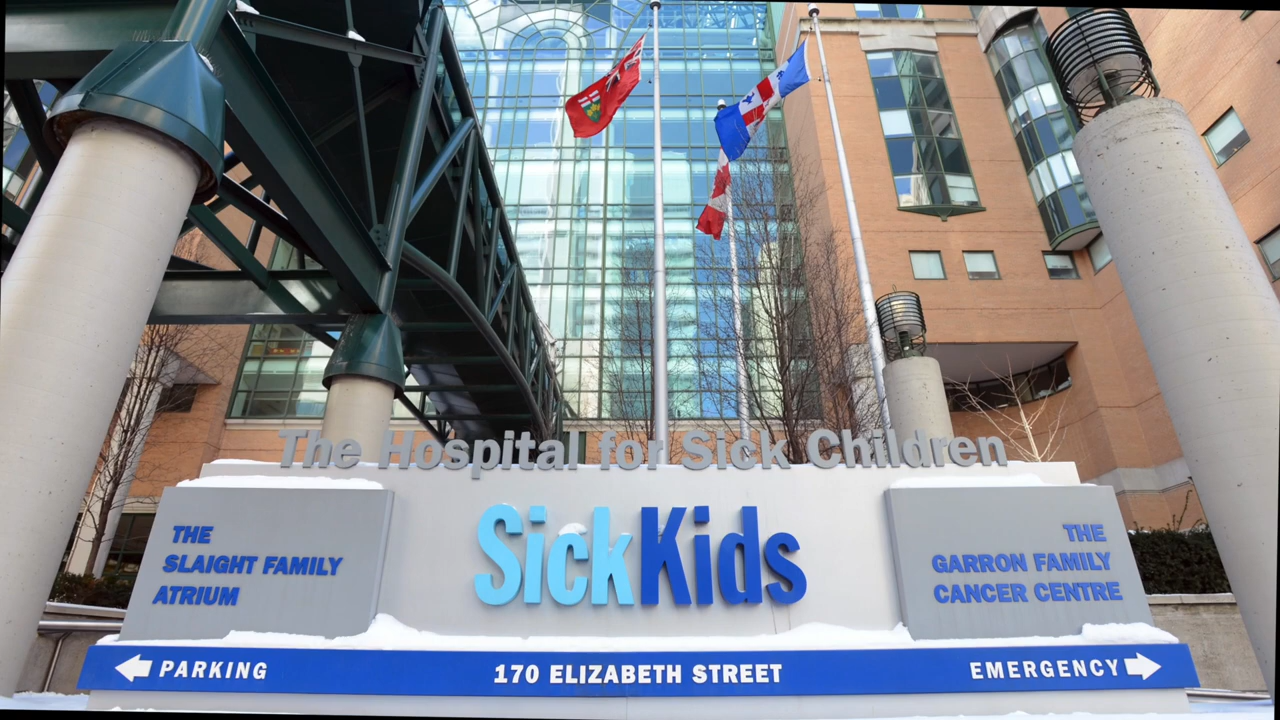 The Hospital for Sick Children
SickKids
THE
SLAIGHT FAMILY
ATRIUM
THE
GARRON FAMILY
CANCER CENTRE
PARKING
170 ELIZABETH STREET
EMERGENCY